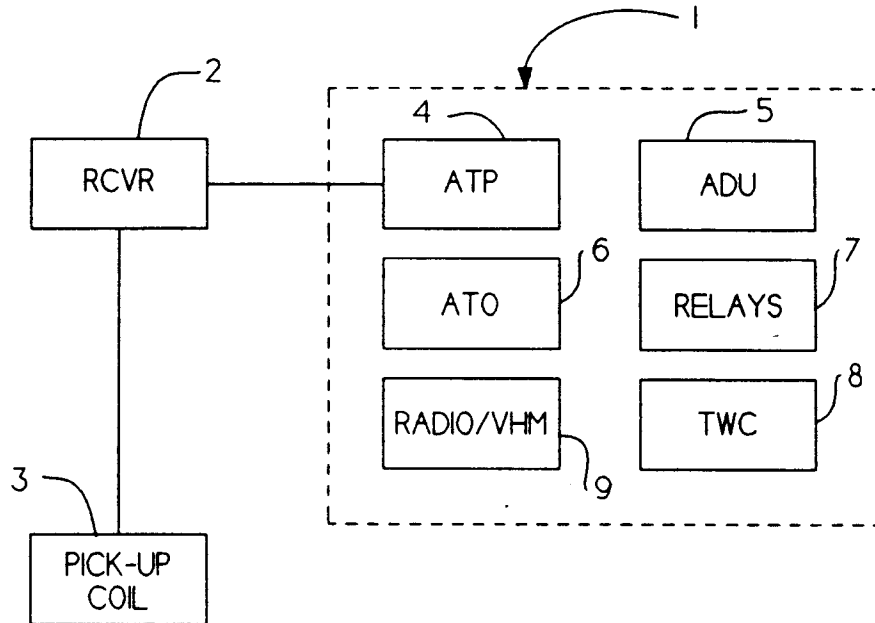 1
2
4
5
RCVR
ATP
ADU
6
7
ATO
RELAYS
8
RADIO/VHM
TWC
9
3
PICK-UP
COIL